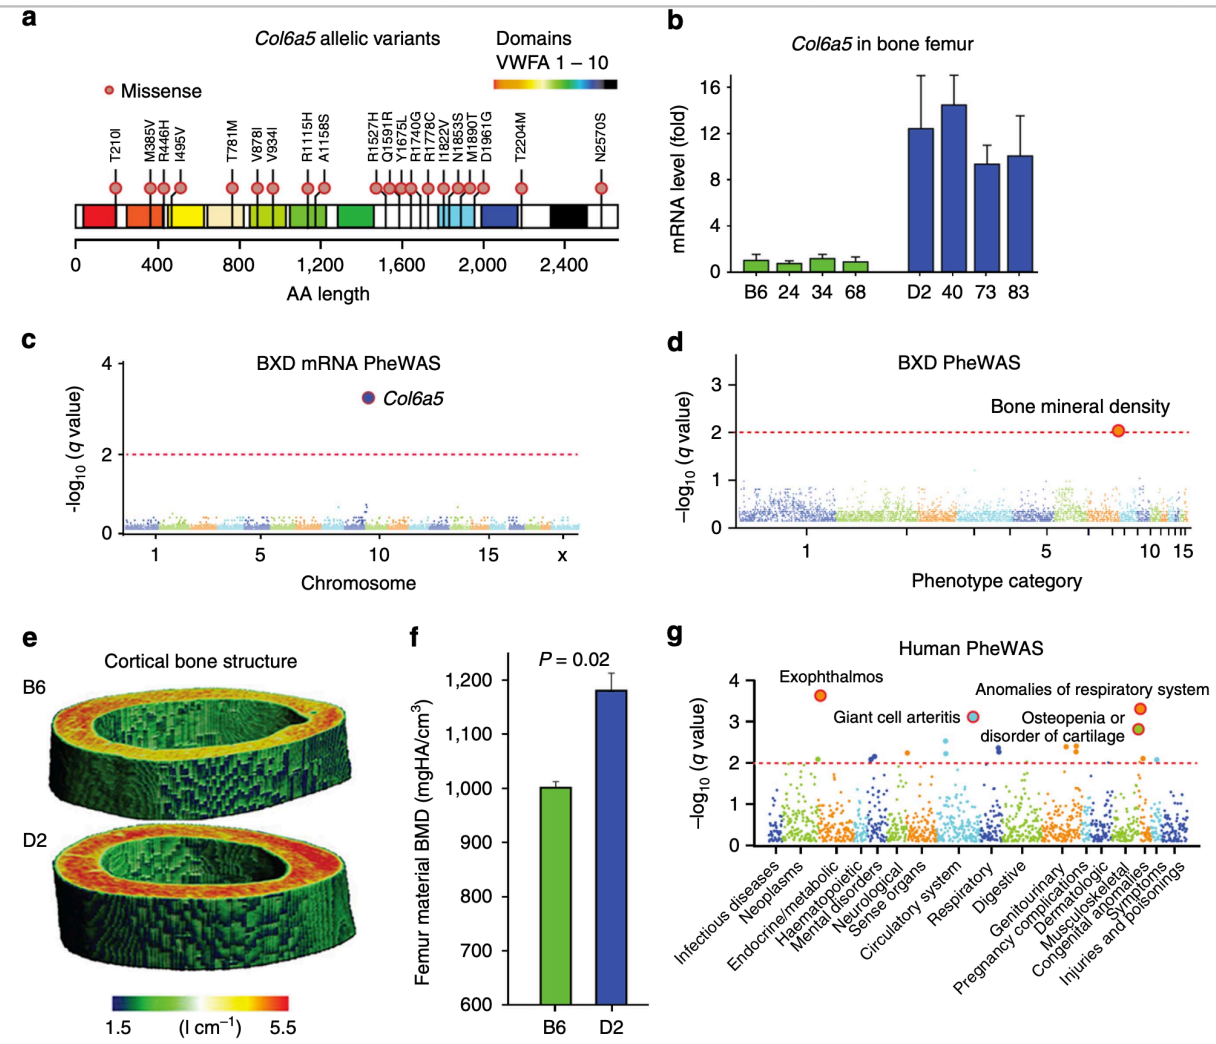 a
Col6a5 allelic variants
Domains
VWFA 1 – 10
Missense
T210I
M385V
R446H
I495V
T781M
V878I
V934I
R1115H
A1158S
R1527H
Q1591R
Y1675L
R1740G
R1778C
I1822V
N1853S
M1890T
D1961G
T2204M
N2570S
0 400 800 1,200 1,600 2,000 2,400
AA length
b
Col6a5 in bone femur
mRNA level (fold)
16
12
8
4
0
B6 24 34 68 D2 40 73 83
c
BXD mRNA PheWAS
-log10 (q value)
4
2
0
Col6a5
1 5 10 15 x
Chromosome
d
BXD PheWAS
–log10 (q value)
3
2
1
0
Bone mineral density
1 5 10 15
Phenotype category
e
Cortical bone structure
B6
D2
1.5 (l cm–1) 5.5
f
P = 0.02
Femur material BMD (mgHA/cm3)
1,200
1,100
1,000
900
800
700
600
B6 D2
g
Human PheWAS
–log10 (q value)
4
3
2
1
0
Exophthalmos
Giant cell arteritis
Anomalies of respiratory system
Osteopenia or
disorder of cartilage
Infectious diseases
Neoplasms
Endocrine/metabolic
Haematopoietic
Mental disorders
Neurological
Sense organs
Circulatory system
Respiratory
Digestive
Genitourinary
Pregnancy complications
Dermatologic
Musculoskeletal
Congenital anomalies
Symptoms
Injuries and poisonings